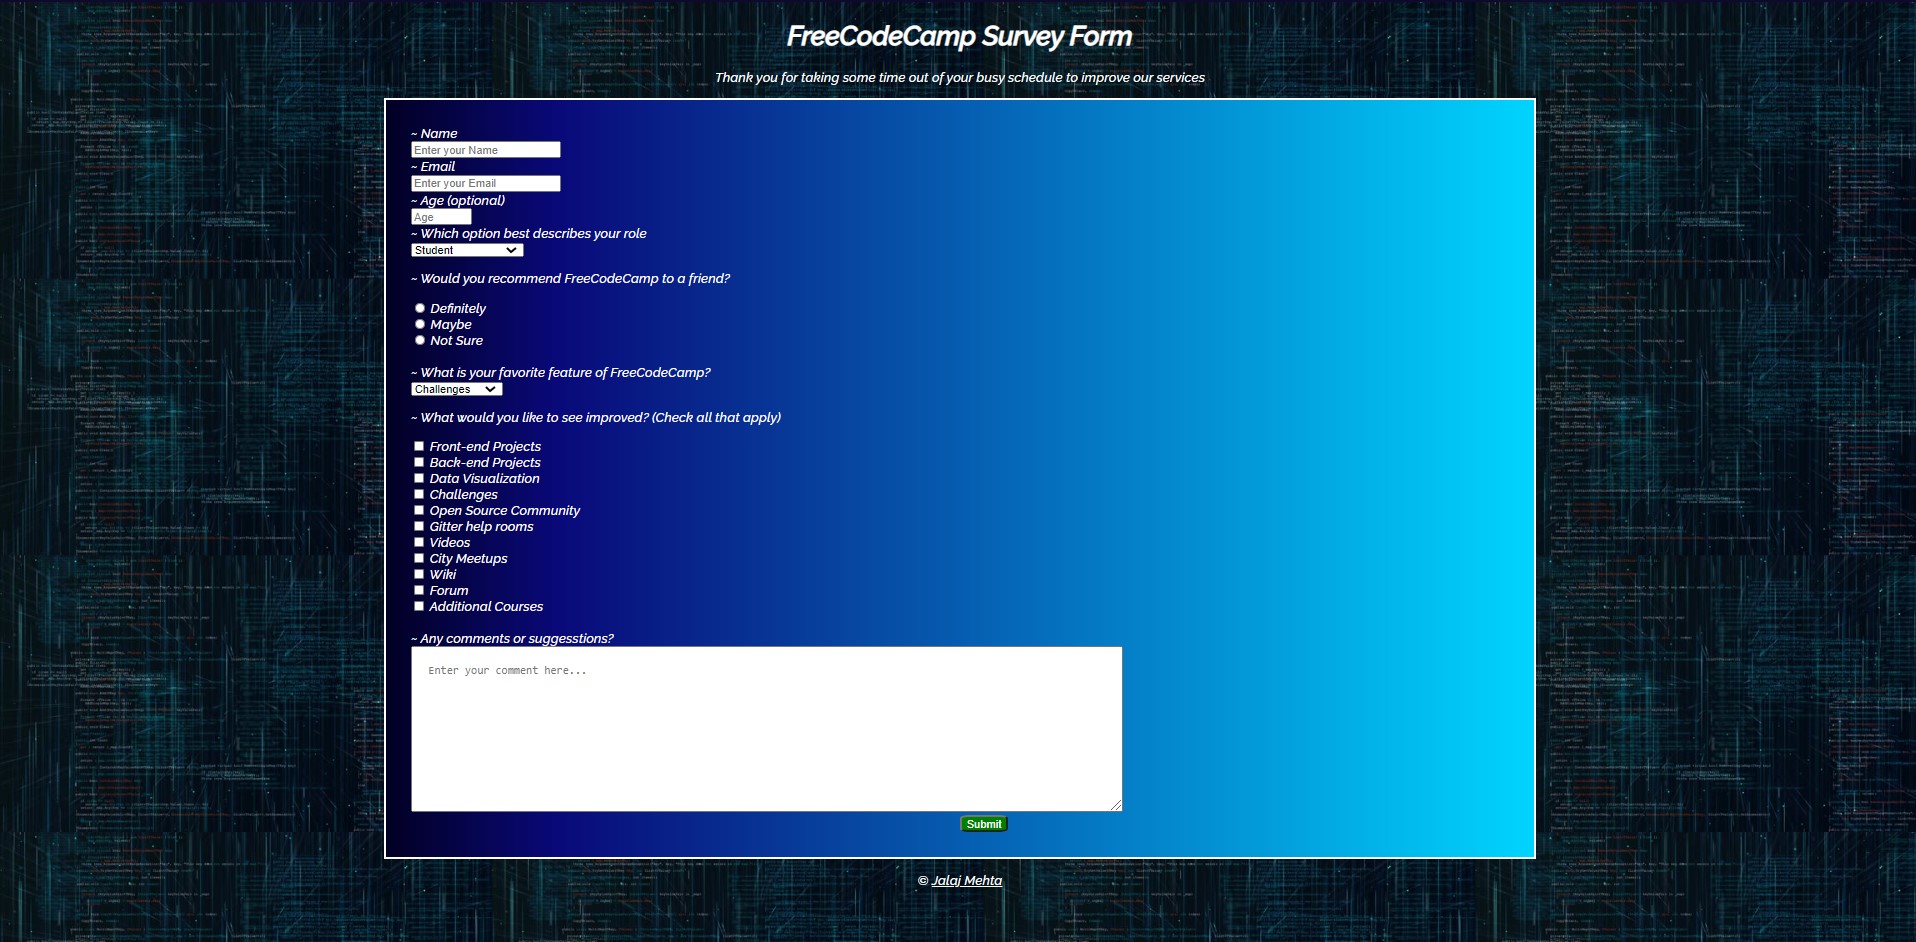 FreeCodeCamp Survey Form
Thank you for taking some time out of your busy schedule to improve our services
~ Name
Enter your Name
~ Email
Enter your Email
~ Age (optional)
Age
~ Which option best describes your role
Student
~ Would you recommend FreeCodeCamp to a friend?
Definitely
Maybe
Not Sure
~ What is your favorite feature of FreeCodeCamp?
Challenges
~ What would you like to see improved? (Check all that apply)
Front-end Projects
Back-end Projects
Data Visualization
Challenges
Open Source Community
Gitter help rooms
Videos
City Meetups
Wiki
Forum
Additional Courses
~ Any comments or suggesstions?
Enter your comment here...
Submit
© Jalaj Mehta